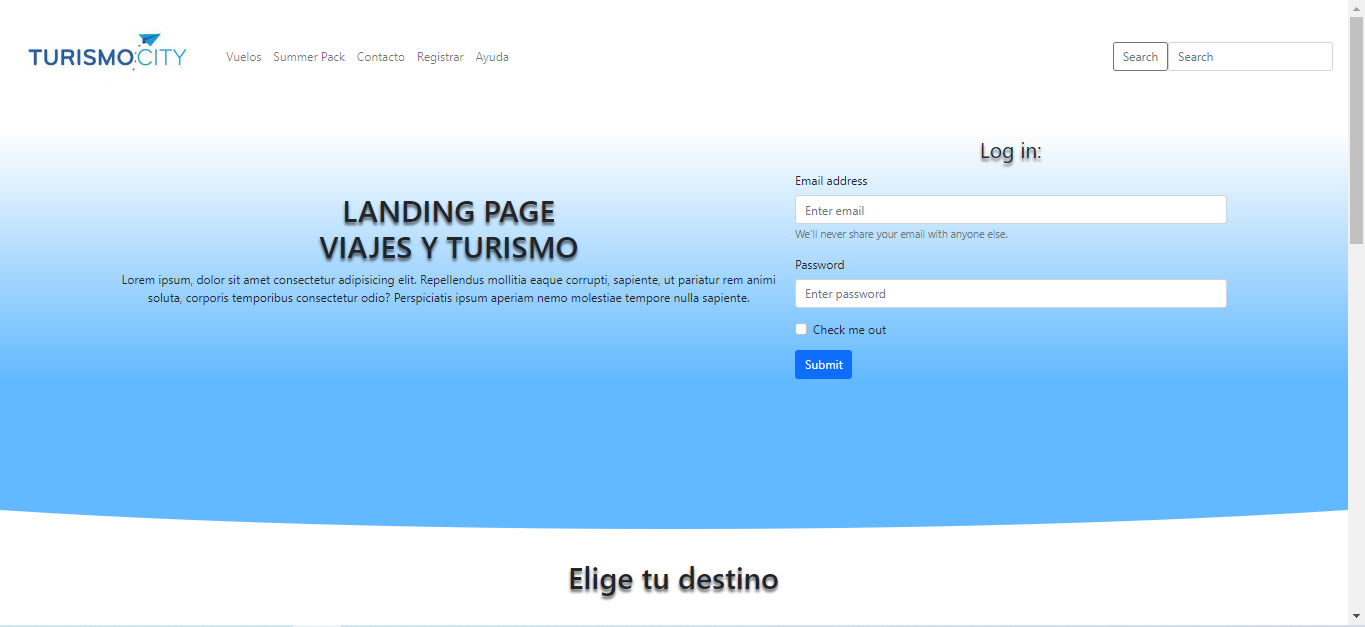 TURISMOCITY
Vuelos Summer Pack Contacto Registrar Ayuda
Search Search
Log in:
Email address
Enter email
We'll never share your email with anyone else.
LANDING PAGE
VIAJES Y TURISMO
Lorem ipsum, dolor sit amet consectetur adipisicing elit. Repellendus mollitia eaque corrupti, sapiente, ut pariatur rem animi
soluta, corporis temporibus consectetur odio? Perspiciatis ipsum aperiam nemo molestiae tempore nulla sapiente.
Password
Enter password
Check me out
Submit
Elige tu destino